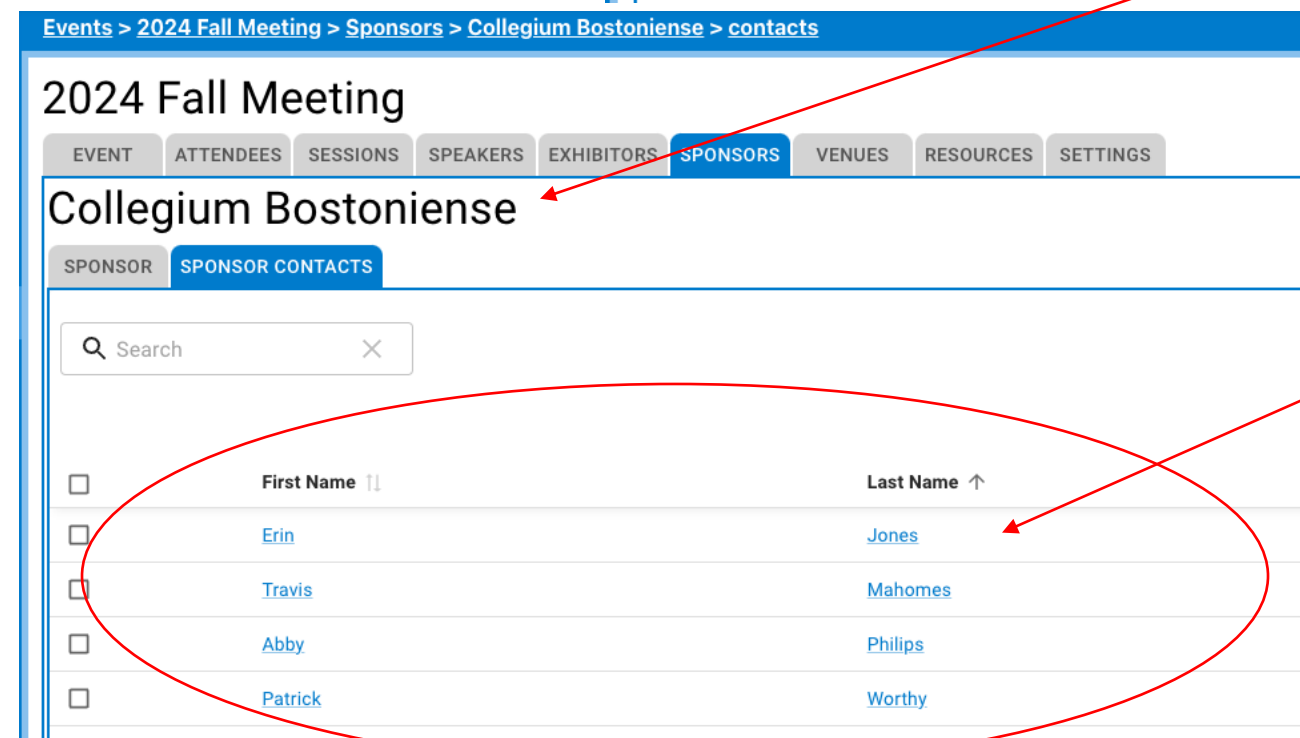 Events > 2024 Fall Meeting > Sponsors > Collegium Bostoniense > contacts
2024 Fall Meeting
EVENT ATTENDEES SESSIONS SPEAKERS EXHIBITORS SPONSORS VENUES RESOURCES SETTINGS
Collegium Bostoniense
SPONSOR SPONSOR CONTACTS
Search
First Name Last Name
Erin Jones
Travis Mahomes
Abby Philips
Patrick Worthy